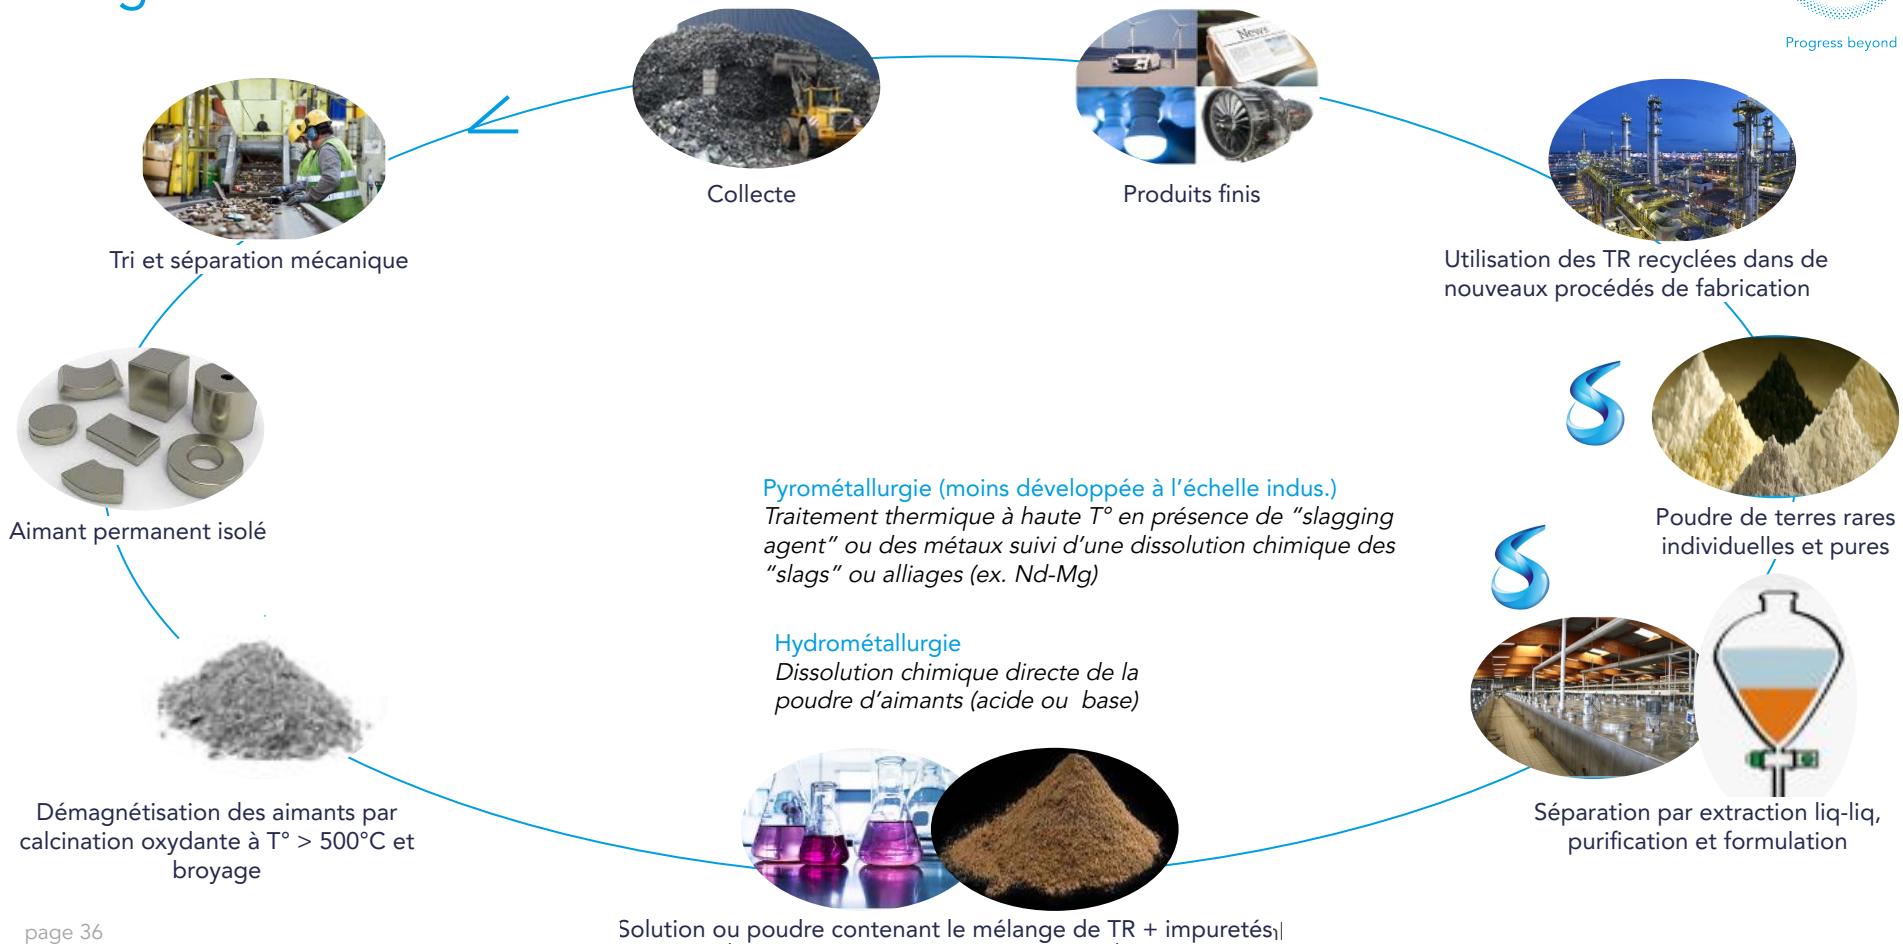 Progress beyond
News
Collecte
Produits finis
Tri et séparation mécanique
Utilisation des TR recyclées dans de
nouveaux procédés de fabrication
Aimant permanent isolé
Pyrométallurgie (moins développée à l'échelle indus.)
Traitement thermique à haute T° en présence de “slagging
agent” ou des métaux suivi d'une dissolution chimique des
“slags” ou alliages (ex. Nd-Mg)
Poudre de terres rares
individuelles et pures
Hydrométallurgie
Dissolution chimique directe de la
poudre d'aimants (acide ou  base)
Démagnétisation des aimants par
calcination oxydante à T° > 500°C et
broyage
Séparation par extraction liq-liq,
purification et formulation
Solution ou poudre contenant le mélange de TR + impuretés
page 36